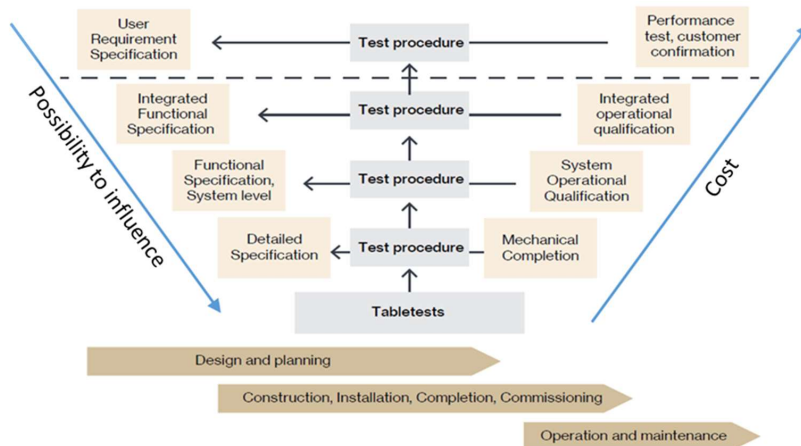 User
Requirement
Specification
Test procedure
Performance
test, customer
confirmation
Integrated
Functional
Specification
Test procedure
Integrated
operational
qualification
Functional
Specification,
System level
Test procedure
System
Operational
Qualification
Detailed
Specification
Test procedure
Mechanical
Completion
Tabletests
Possibility to influence
Cost
Design and planning
Construction, Installation, Completion, Commissioning
Operation and maintenance